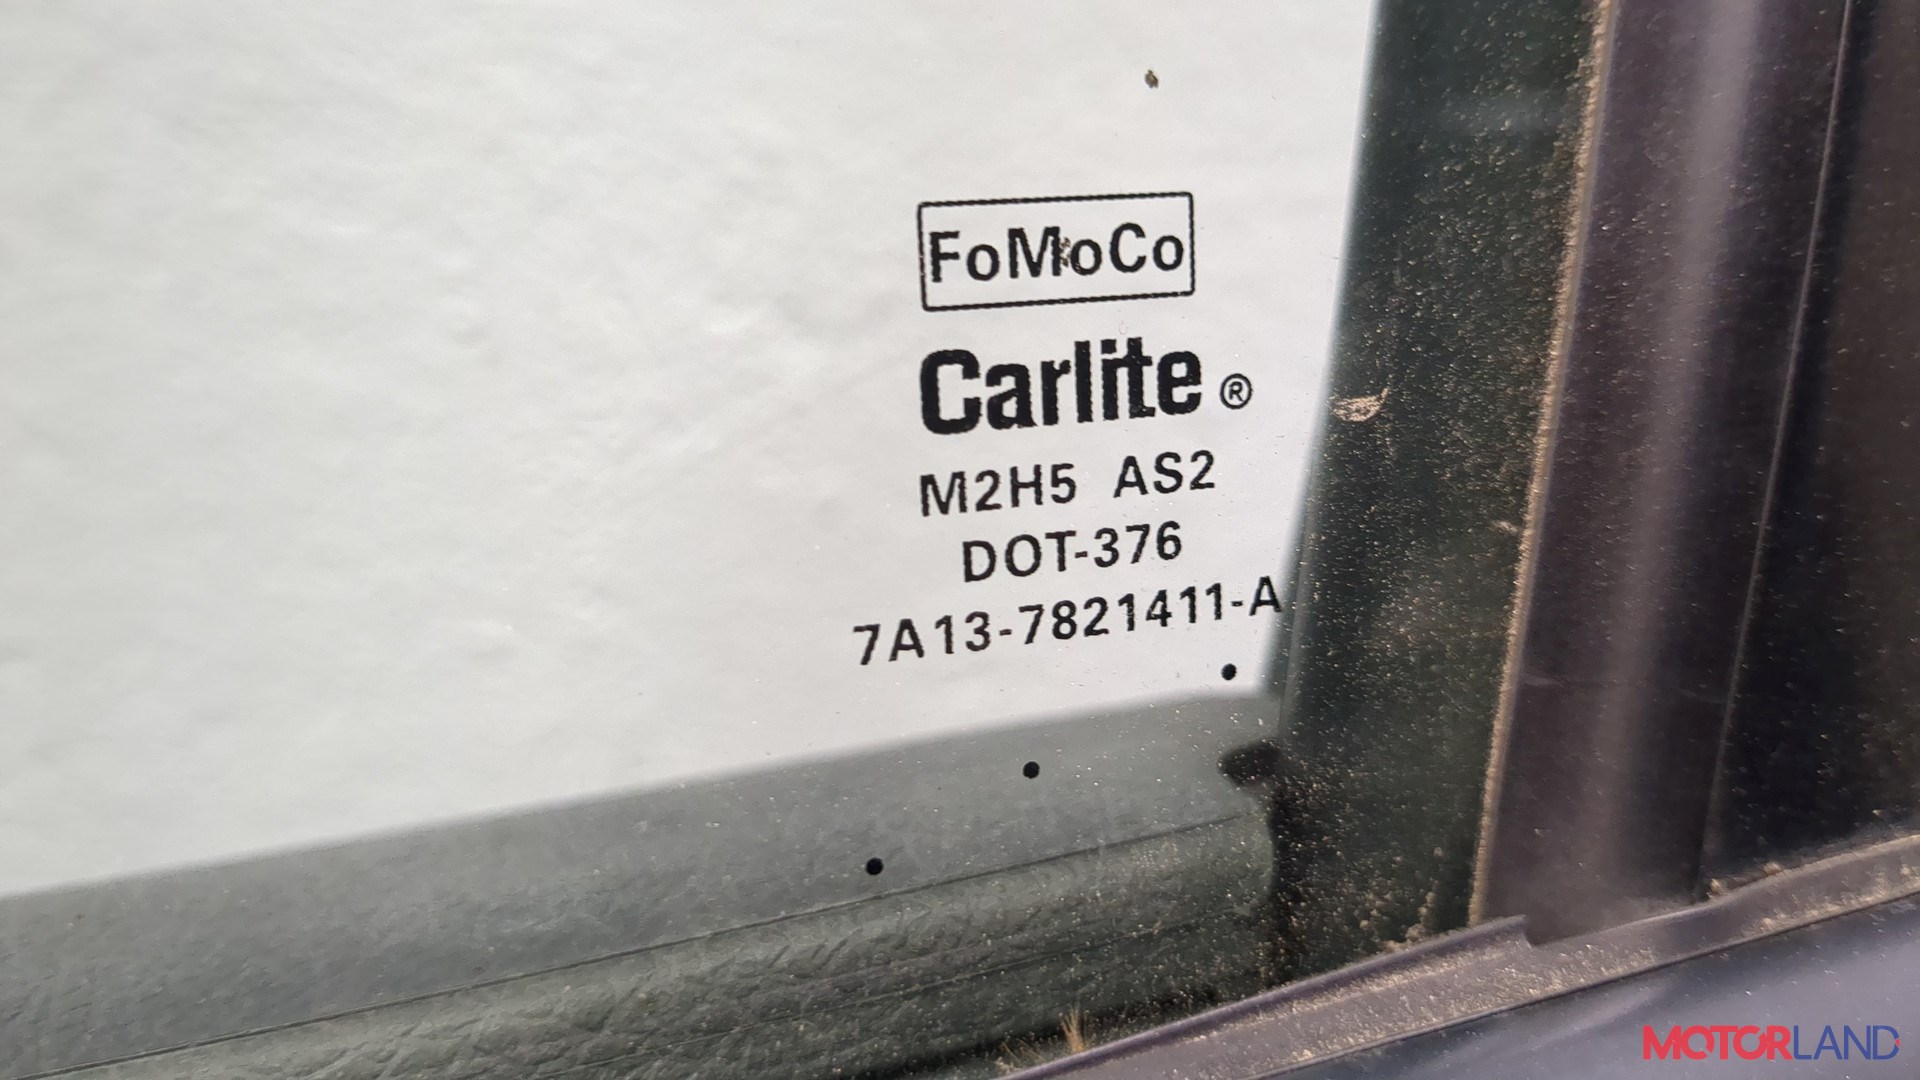 FoMoCo
Carlite ®
M2H5 AS2
DOT-376
7A13-7821411-A
MOTORLAND